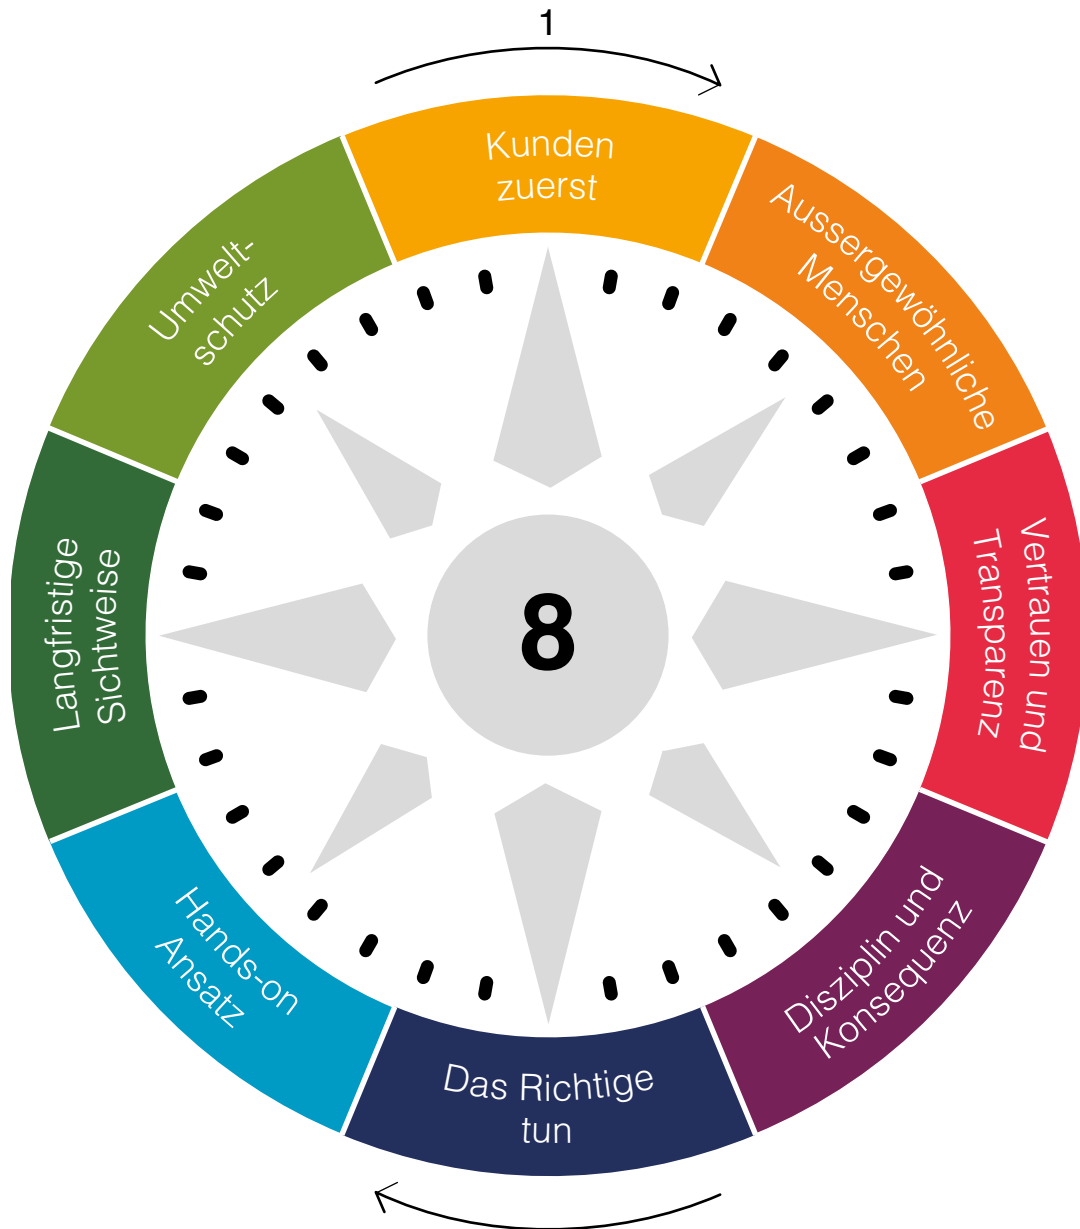 1
Kunden
zuerst
Aussergewöhnliche
Menschen
Vertrauen und
Transparenz
Disziplin und
Konsequenz
Das Richtige
tun
Hands-on
Ansatz
Langfristige
Sichtweise
Umwelt-
schutz
8